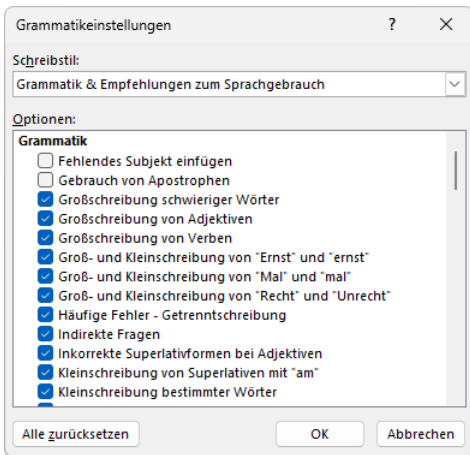 Grammatikeinstellungen ? ×
Schreibstil:
Grammatik & Empfehlungen zum Sprachgebrauch
Optionen:
Grammatik
Fehlendes Subjekt einfügen
Gebrauch von Apostrophen
Großschreibung schwieriger Wörter
Großschreibung von Adjektiven
Großschreibung von Verben
Groß- und Kleinschreibung von "Ernst" und "ernst"
Groß- und Kleinschreibung von "Mal" und "mal"
Groß- und Kleinschreibung von "Recht" und "Unrecht"
Häufige Fehler - Getrenntschreibung
Indirekte Fragen
Inkorrekte Superlativformen bei Adjektiven
Kleinschreibung von Superlativen mit "am"
Kleinschreibung bestimmter Wörter
Alle zurücksetzen OK Abbrechen